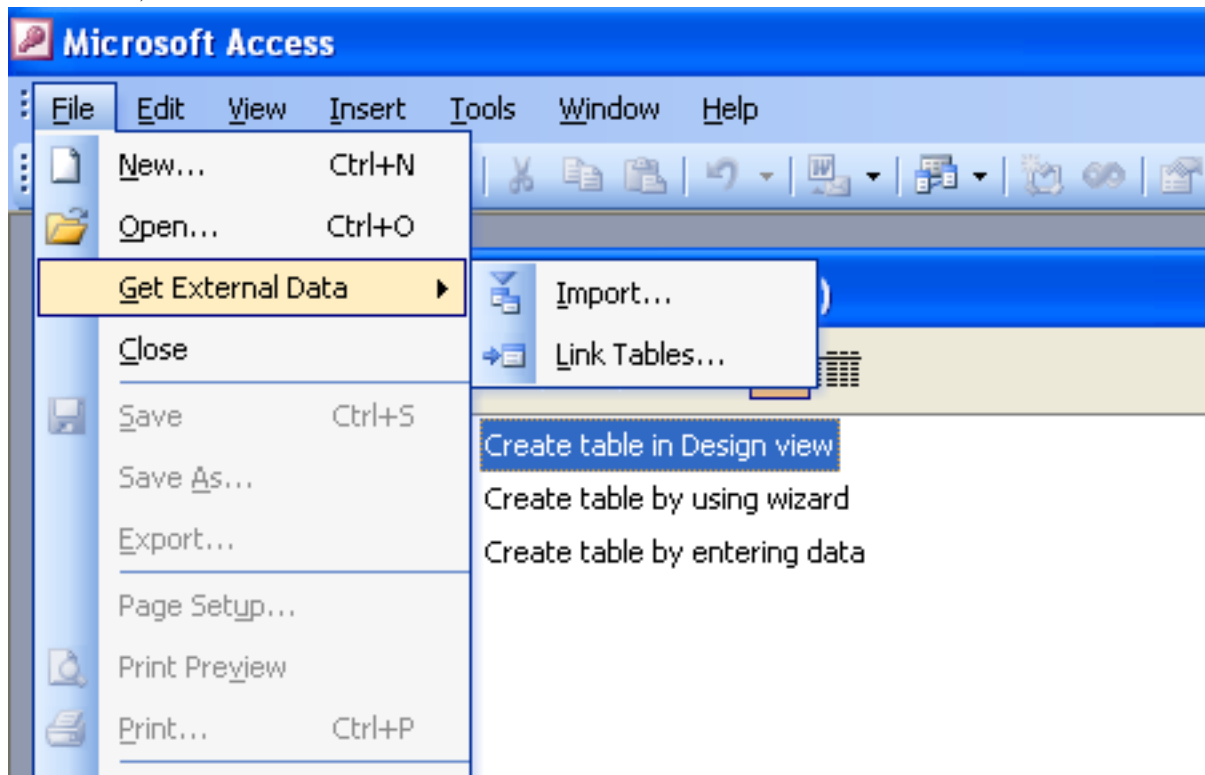 Microsoft Access
File Edit View Insert Tools Window Help
New... Ctrl+N
Open... Ctrl+O
Get External Data
Import...
Link Tables...
)
Close
Save Ctrl+S
Save As...
Export...
Page Setup...
Print Preview
Print... Ctrl+P
Create table in Design view
Create table by using wizard
Create table by entering data